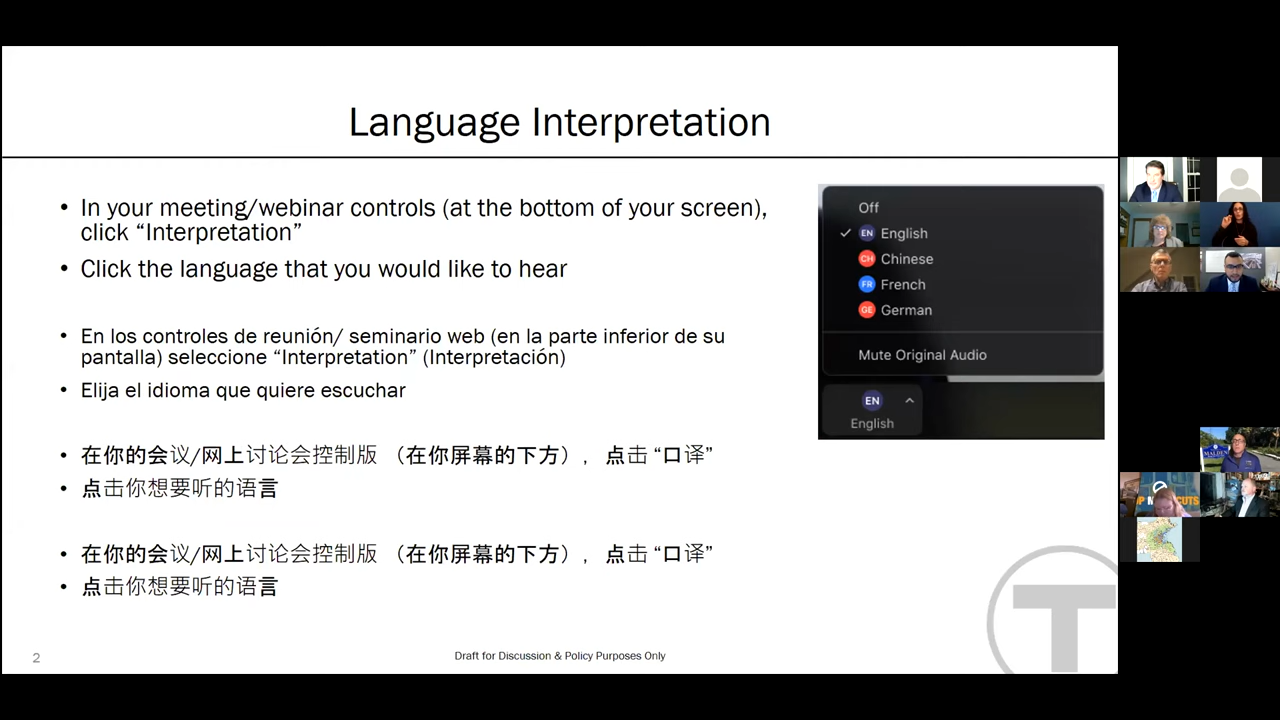 Language Interpretation
• In your meeting/webinar controls (at the bottom of your screen),
click “Interpretation”
• Click the language that you would like to hear
• En los controles de reunión/ seminario web (en la parte inferior de su
pantalla) seleccione “Interpretation” (Interpretación)
• Elija el idioma que quiere escuchar
• 在你的会议/网上讨论会控制版 （在你屏幕的下方）, 点击 “口译”
• 点击你想要听的语言
• 在你的会议/网上讨论会控制版 （在你屏幕的下方）, 点击 “口译”
• 点击你想要听的语言
Off
EN English
CH Chinese
FR French
GE German
Mute Original Audio
EN
English
T
2
Draft for Discussion & Policy Purposes Only
MALDEN
CUTS